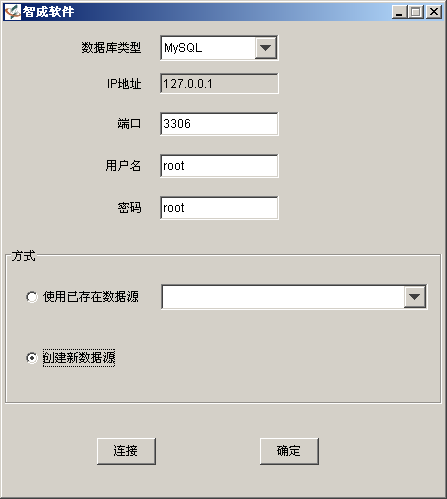 智成软件
数据库类型 MySQL
IP地址 127.0.0.1
端口 3306
用户名 root
密码 root
方式
使用已存在数据源
创建新数据源
连接 确定